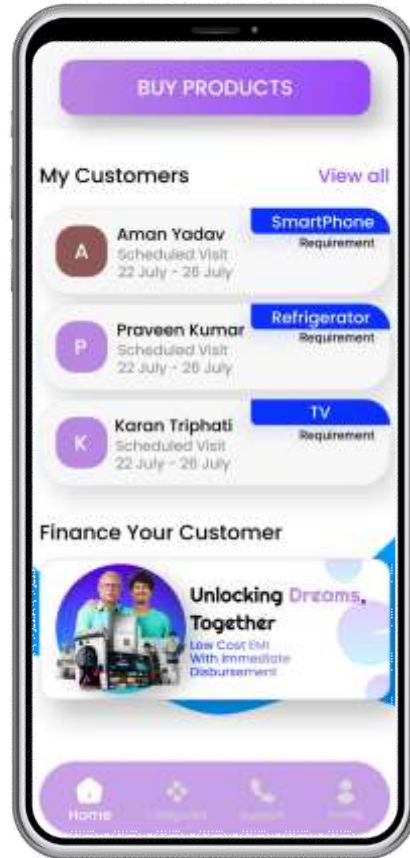 BUY PRODUCTS
My Customers
View all
A
Aman Yadav
Scheduled Visit
22 July - 26 July
SmartPhone
Requirement
P
Praveen Kumar
Scheduled Visit
22 July - 26 July
Refrigerator
Requirement
K
Karan Triphati
Scheduled Visit
22 July - 26 July
TV
Requirement
Finance Your Customer
Unlocking Dreams,
Together
Low Cost EMI
With Immediate
Disbursement
Home